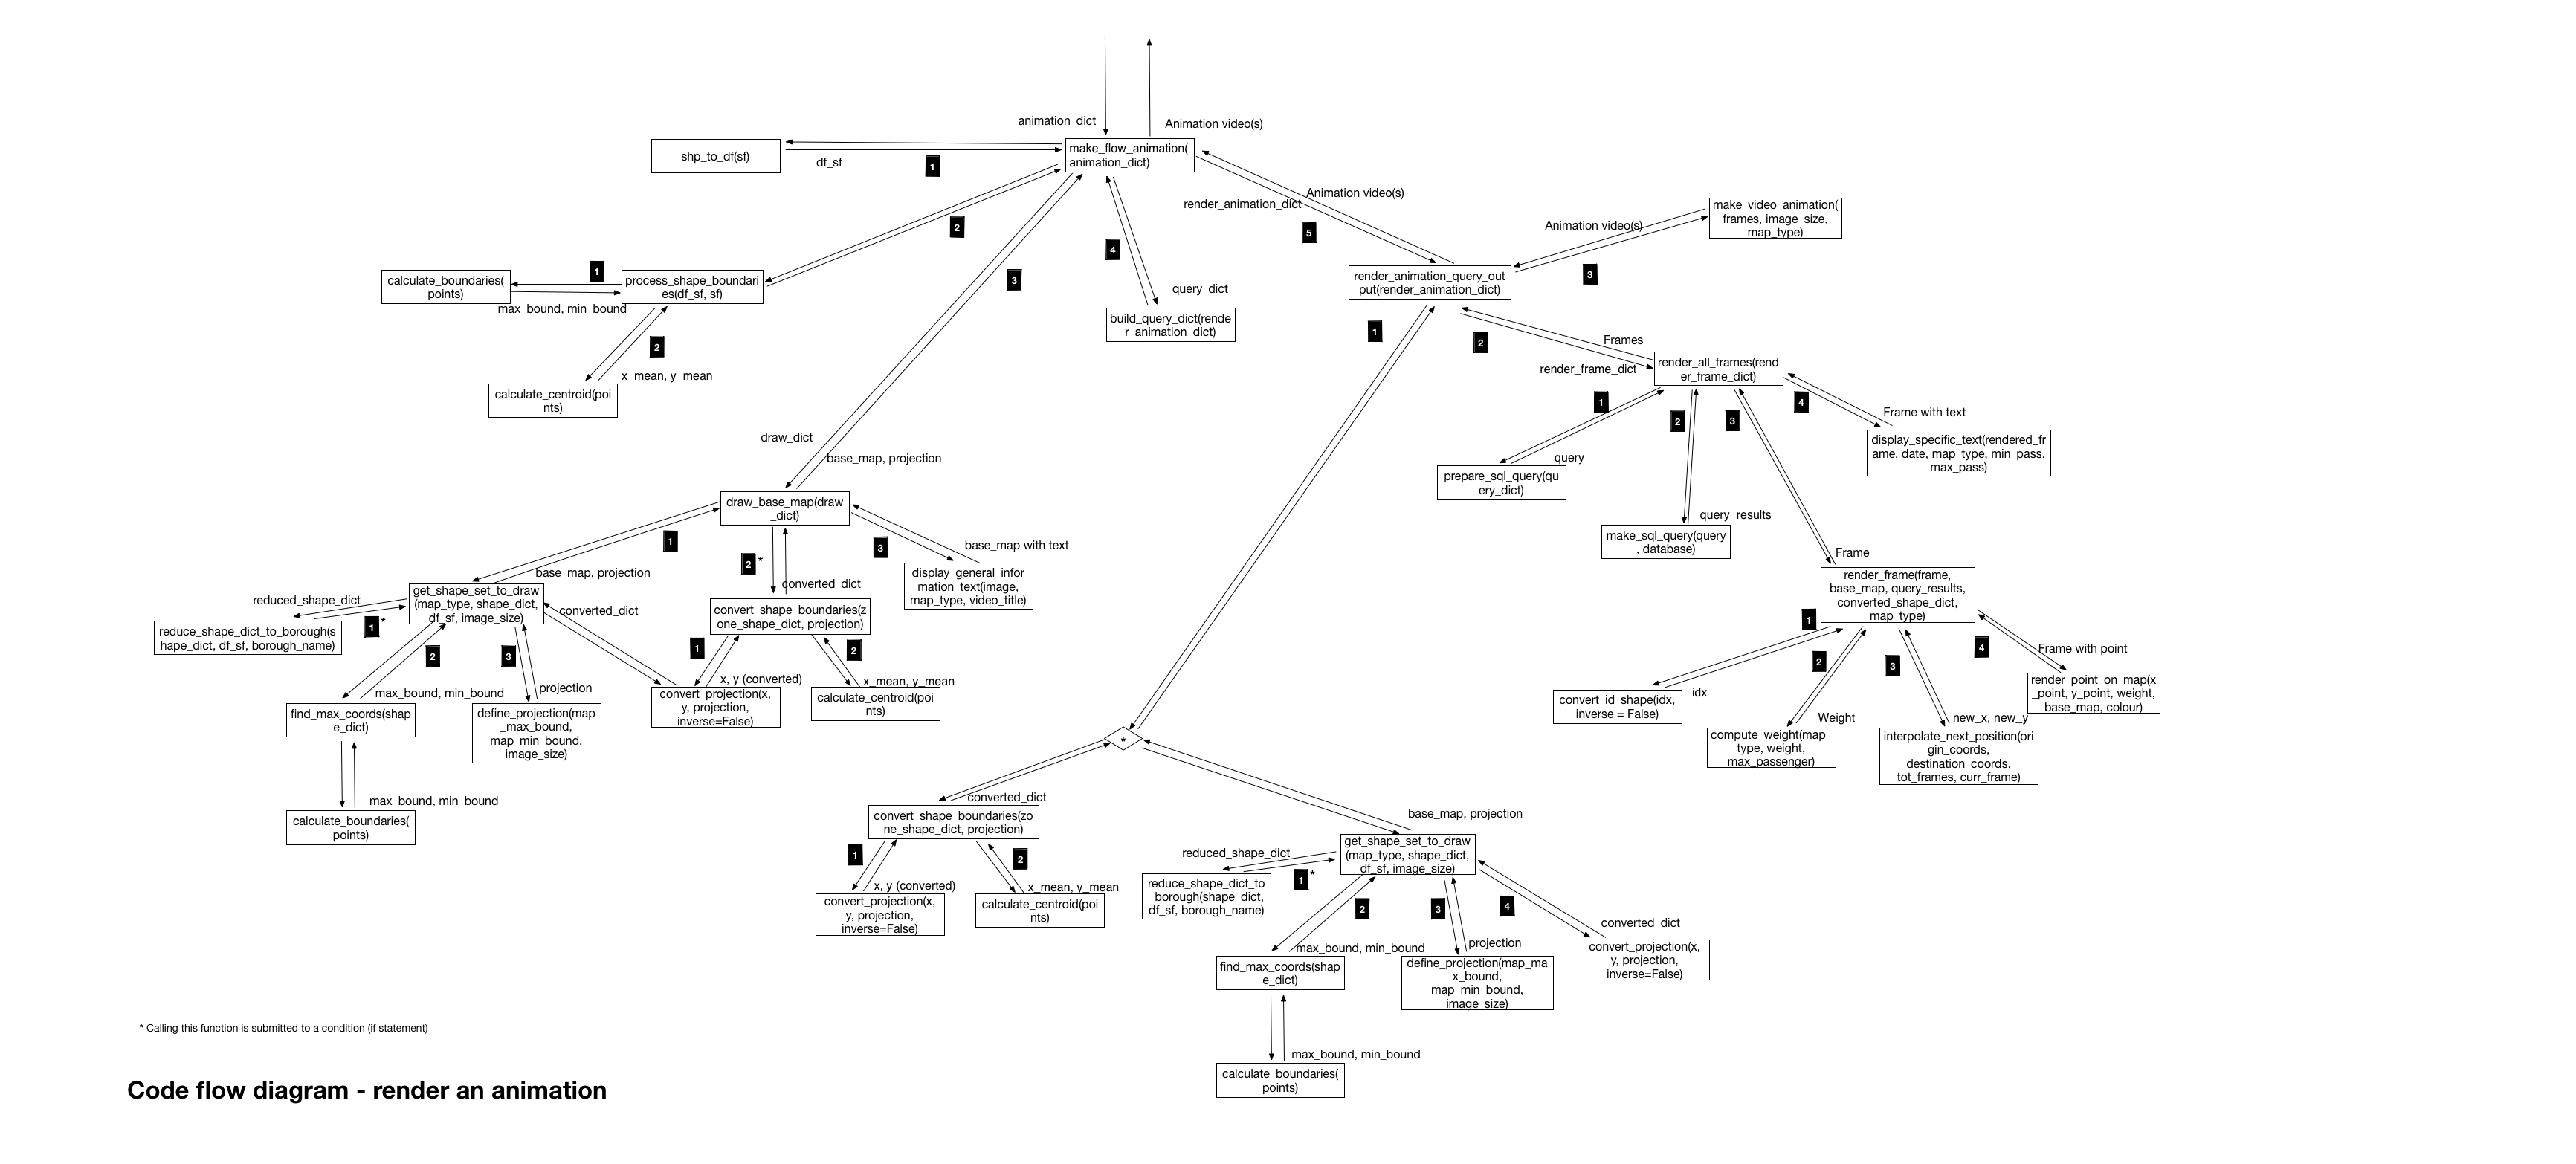 animation_dict
Animation video(s)
make_flow_animation(
animation_dict)
shp_to_df(sf)
df_sf
1
2
3
4
5
Animation video(s)
render_animation_dict
make_video_animation(
frames, image_size,
map_type)
Animation video(s)
3
calculate_boundaries(
points)
1
process_shape_boundari
es(df_sf, sf)
max_bound, min_bound
2
x_mean, y_mean
calculate_centroid(poi
nts)
query_dict
build_query_dict(rende
r_animation_dict)
render_animation_query_out
put(render_animation_dict)
1
2
Frames
render_frame_dict
render_all_frames(rend
er_frame_dict)
1
2
3
4
Frame with text
display_specific_text(rendered_fr
ame, date, map_type, min_pass,
max_pass)
query
prepare_sql_query(qu
ery_dict)
query_results
make_sql_query(query
, database)
Frame
render_frame(frame,
base_map, query_results,
converted_shape_dict,
map_type)
1
2
3
4
Frame with point
render_point_on_map(x
_point, y_point, weight,
base_map, colour)
idx
convert_id_shape(idx,
inverse = False)
Weight
compute_weight(map_
type, weight,
max_passenger)
new_x, new_y
interpolate_next_position(ori
gin_coords,
destination_coords,
tot_frames, curr_frame)
draw_dict
base_map, projection
draw_base_map(draw
_dict)
1
2 *
3
base_map with text
display_general_infor
mation_text(image,
map_type, video_title)
base_map, projection
get_shape_set_to_draw
(map_type, shape_dict,
df_sf, image_size)
reduced_shape_dict
reduce_shape_dict_to_borough(s
hape_dict, df_sf, borough_name)
1 *
2
3
converted_dict
converted_dict
convert_shape_boundaries(z
one_shape_dict, projection)
1
2
x, y (converted)
convert_projection(x,
y, projection,
inverse=False)
x_mean, y_mean
calculate_centroid(poi
nts)
max_bound, min_bound
find_max_coords(shap
e_dict)
projection
define_projection(map
_max_bound,
map_min_bound,
image_size)
max_bound, min_bound
calculate_boundaries(
points)
*
converted_dict
convert_shape_boundaries(zo
ne_shape_dict, projection)
1
2
x, y (converted)
convert_projection(x,
y, projection,
inverse=False)
x_mean, y_mean
calculate_centroid(poi
nts)
base_map, projection
get_shape_set_to_draw
(map_type, shape_dict,
df_sf, image_size)
reduced_shape_dict
reduce_shape_dict_to
_borough(shape_dict,
df_sf, borough_name)
1 *
2
3
4
converted_dict
convert_projection(x,
y, projection,
inverse=False)
max_bound, min_bound
find_max_coords(shap
e_dict)
projection
define_projection(map_ma
x_bound,
map_min_bound,
image_size)
max_bound, min_bound
calculate_boundaries(
points)
* Calling this function is submitted to a condition (if statement)
Code flow diagram - render an animation